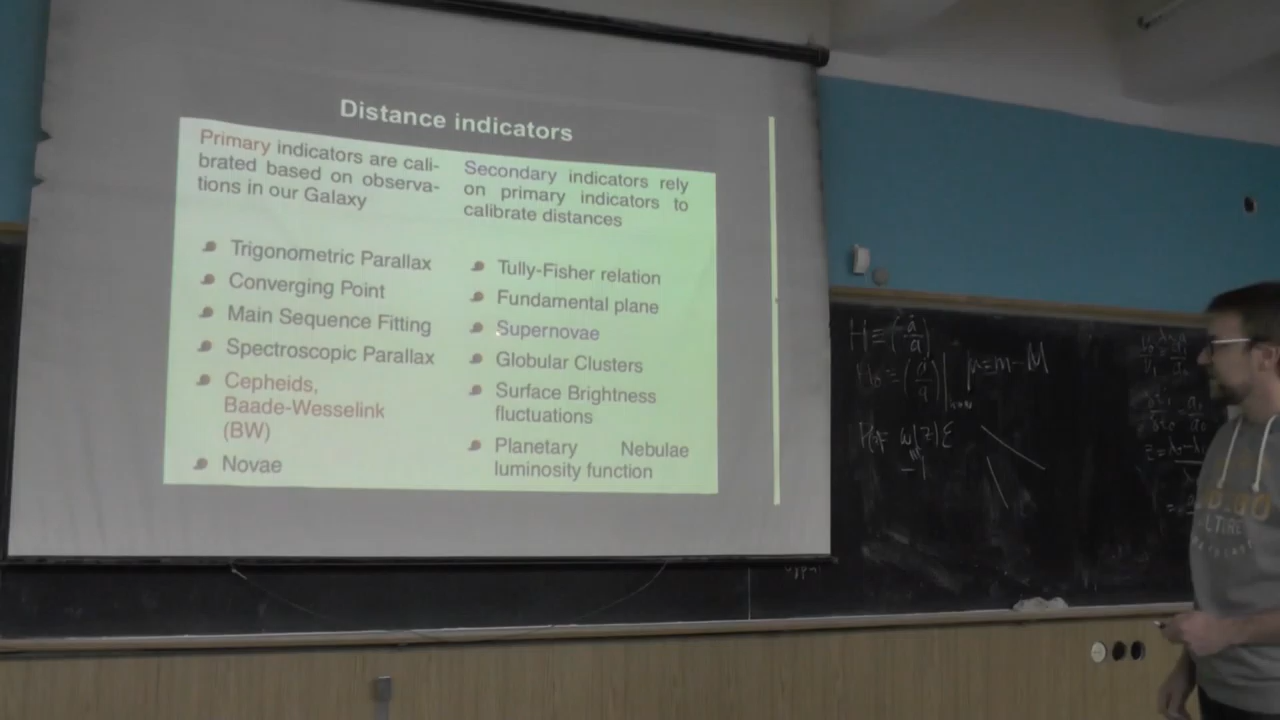 Distance indicators
Primary indicators are cali-
brated based on observa-
tions in our Galaxy
Trigonometric Parallax
Converging Point
Main Sequence Fitting
Spectroscopic Parallax
Cepheids,
Baade-Wesselink
(BW)
Novae
Secondary indicators rely
on primary indicators to
calibrate distances
Tully-Fisher relation
Fundamental plane
Supernovae
Globular Clusters
Surface Brightness
fluctuations
Planetary Nebulae
luminosity function
μ=m-M